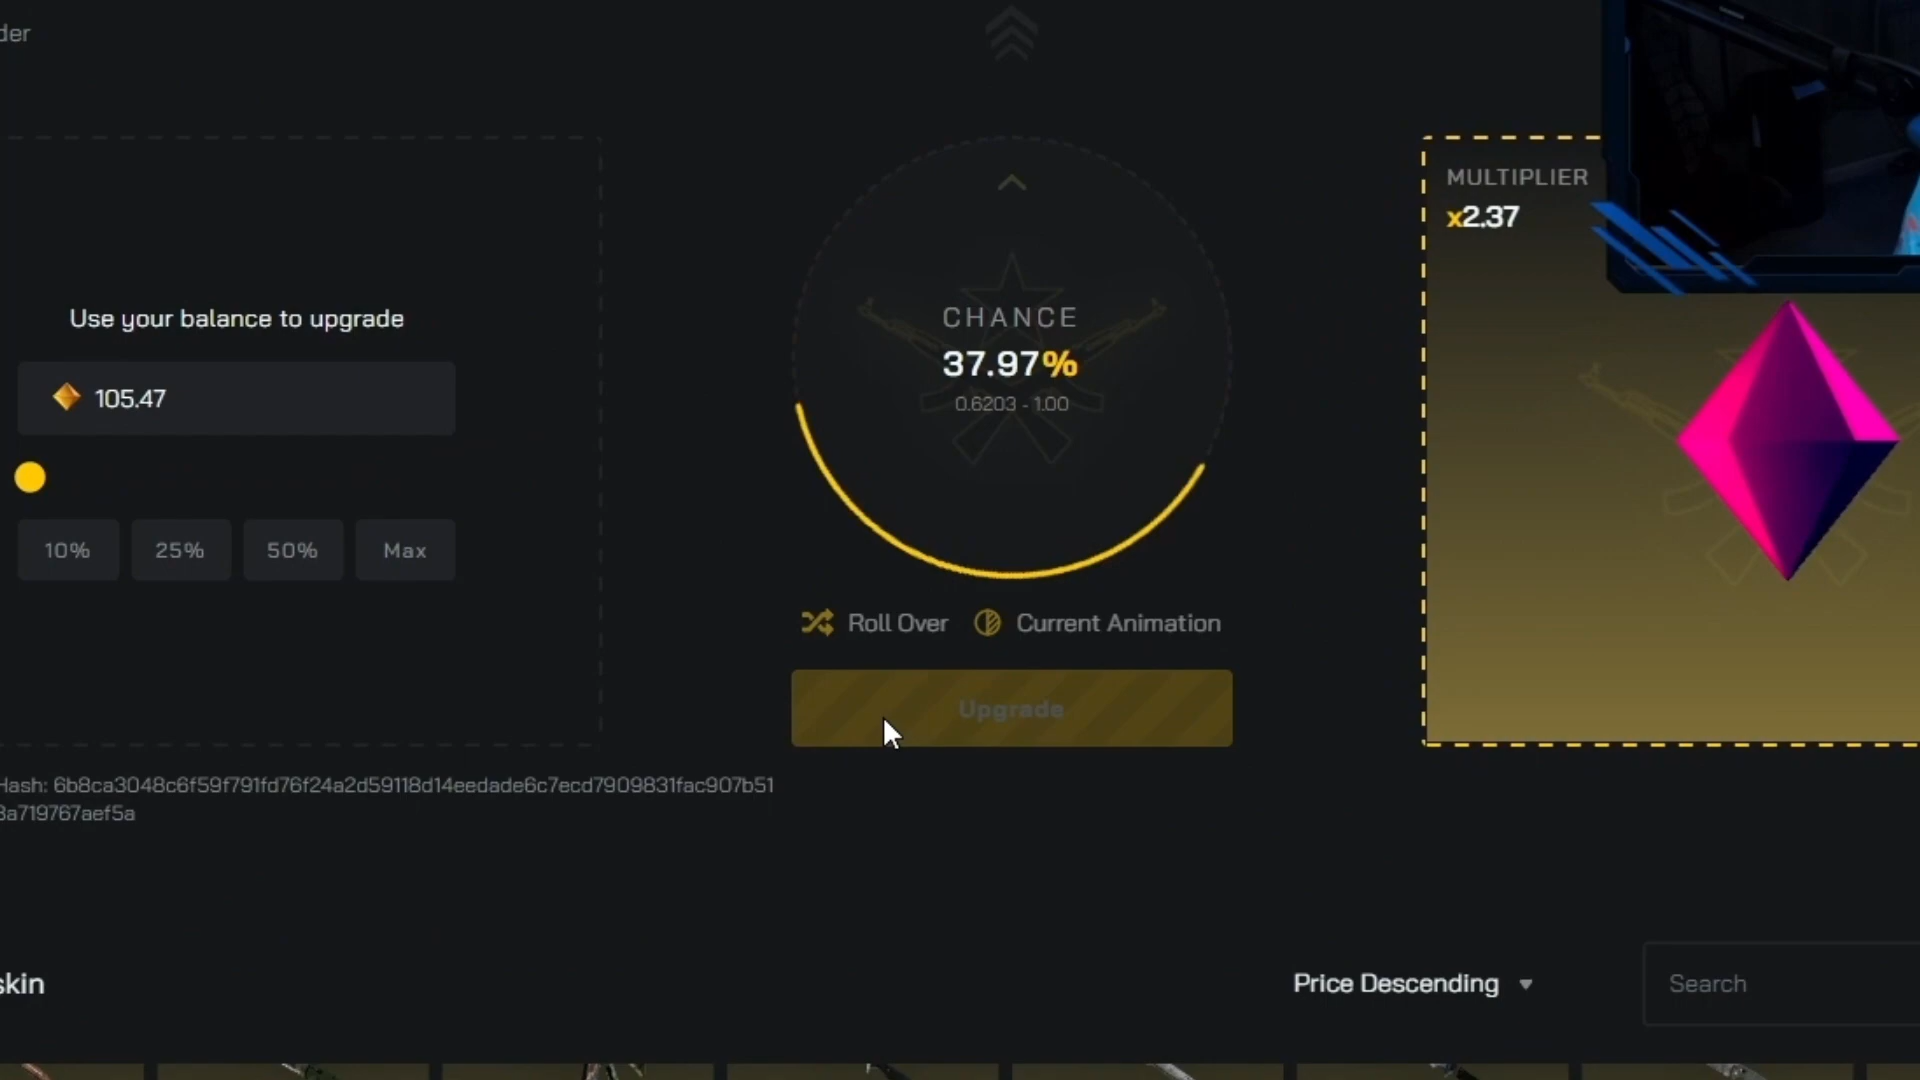 der
MULTIPLIER
x2.37
Use your balance to upgrade
105.47
CHANCE
37.97%
0.6203 - 1.00
10%
25%
50%
Max
Roll Over
Current Animation
Upgrade
Hash: 6b8ca3048c6f59f791fd76f24a2d59118d14eedade6c7ecd7909831fac907b51
8a719767aef5a
skin
Price Descending
Search